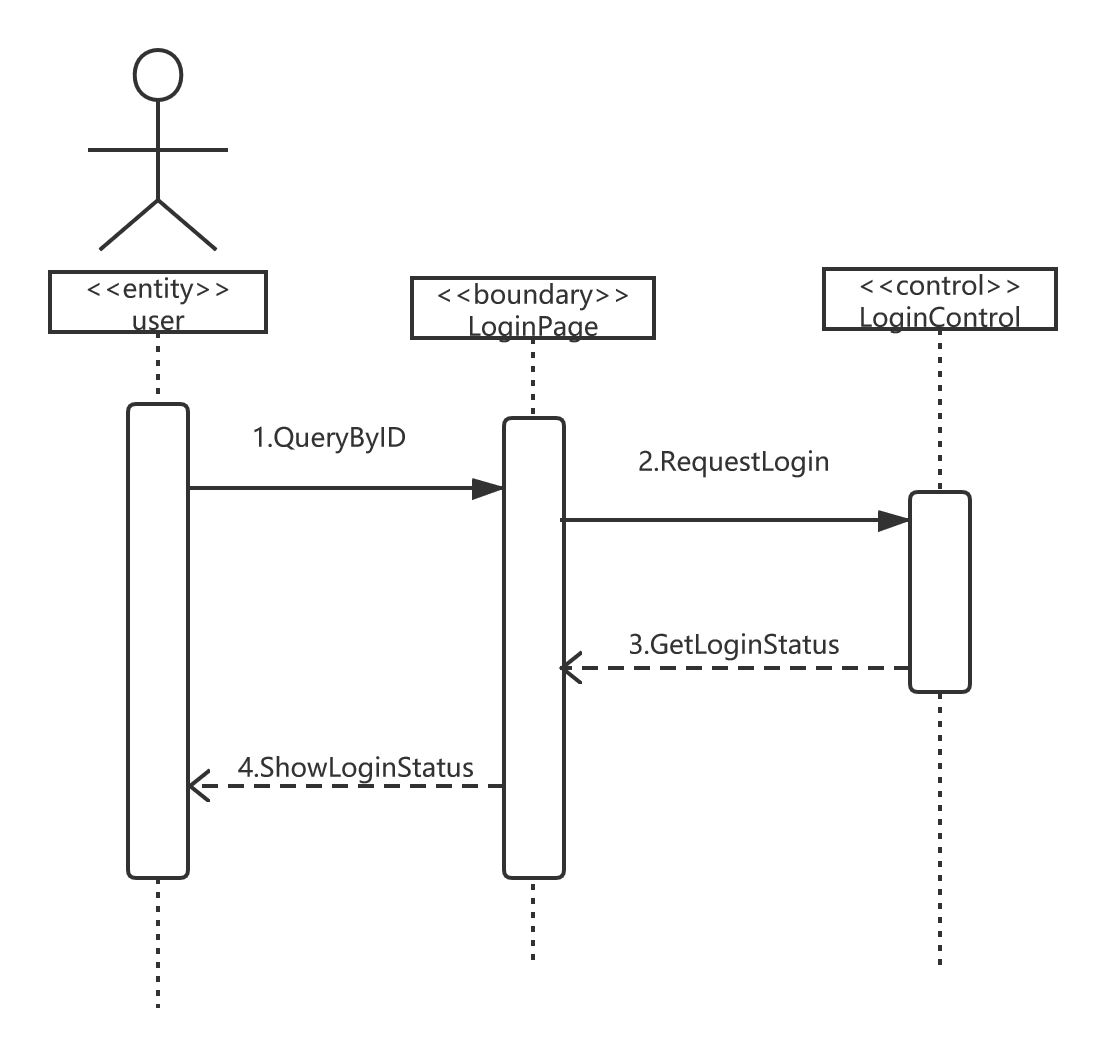 <<entity>>
user
<<boundary>>
LoginPage
<<control>>
LoginControl
1.QueryByID
2.RequestLogin
3.GetLoginStatus
4.ShowLoginStatus